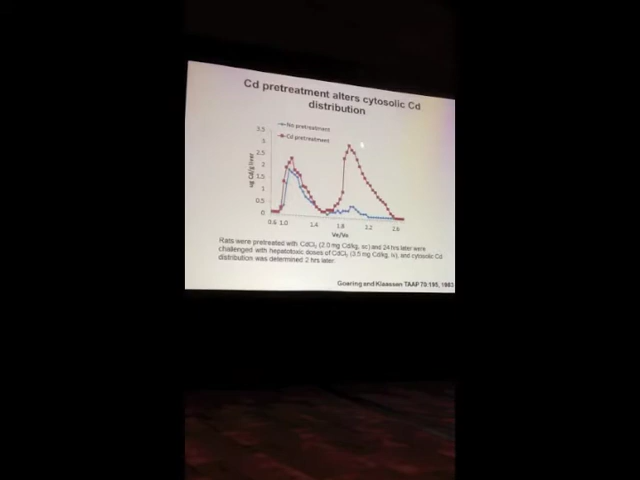 Cd pretreatment alters cytosolic Cd
distribution
No pretreatment
Cd pretreatment
3.5
3
2.5
2
1.5
1
0.5
0
ug Cd/g liver
0.6 1.0 1.4 1.8 2.2 2.6
Ve/Vo
Rats were pretreated with CdCl2 (2.0 mg Cd/kg, sc) and 24 hrs later were
challenged with hepatotoxic doses of CdCl2 (3.5 mg Cd/kg, iv), and cytosolic Cd
distribution was determined 2 hrs later.
Goering and Klaassen TAAP 70:195, 1983